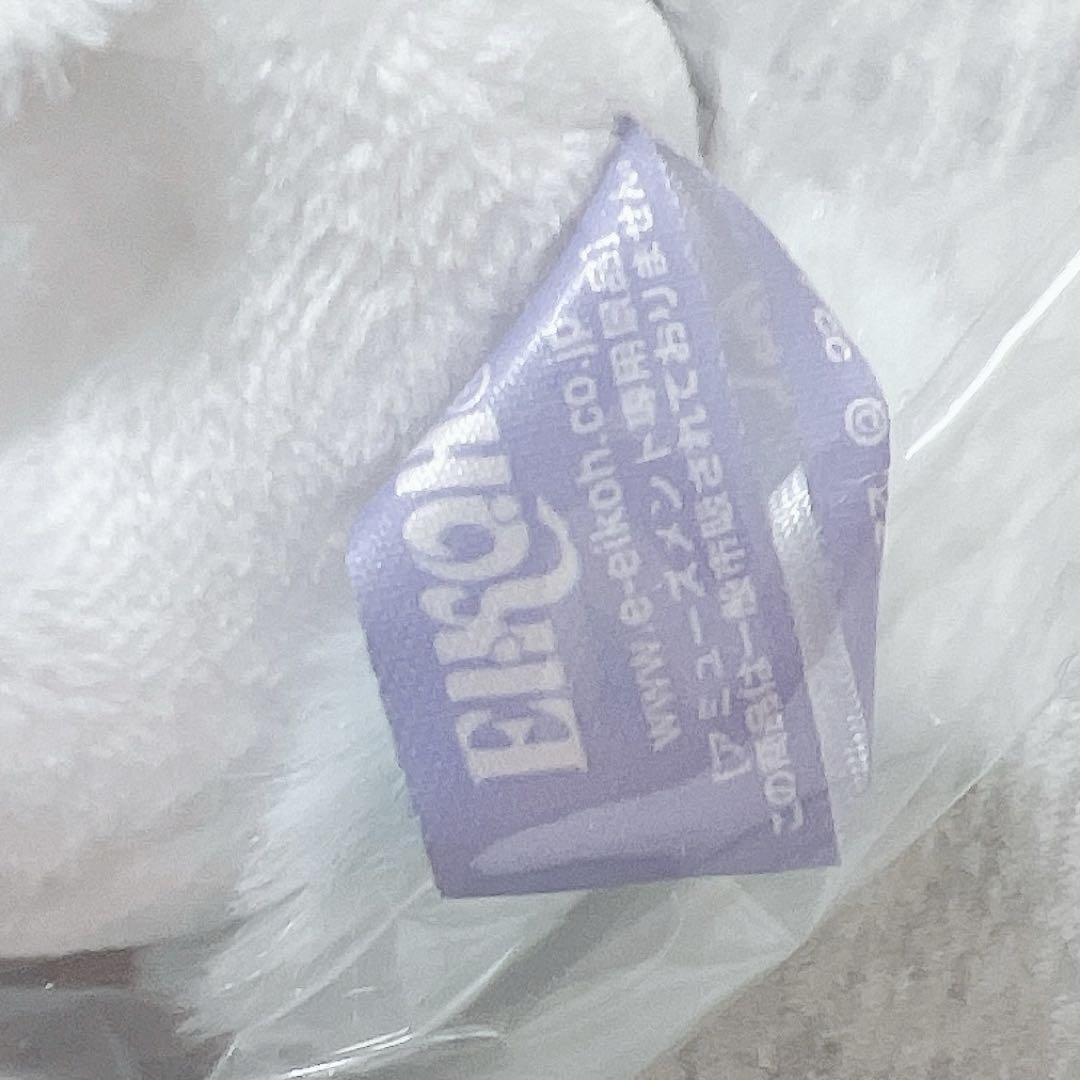 EIKOH
www.e-eikoh.co.jp
アミューズメント専用景品
この商品は一般市販されておりません